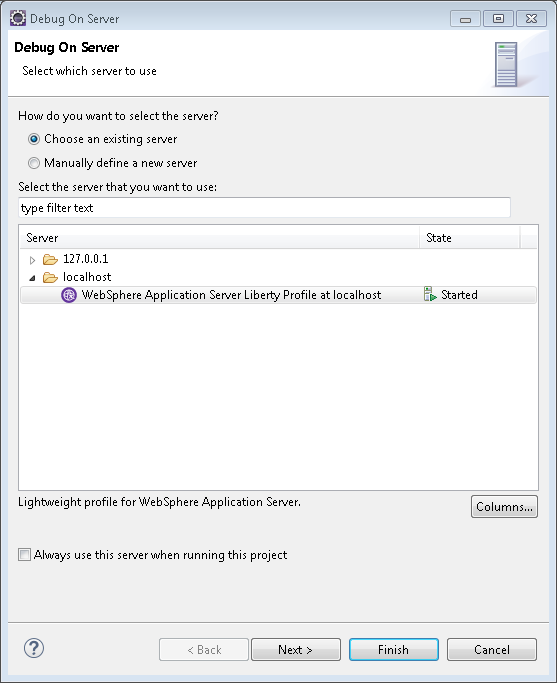 Debug On Server
Debug On Server
Select which server to use
How do you want to select the server?
Choose an existing server
Manually define a new server
Select the server that you want to use:
type filter text
Server State
127.0.0.1
localhost
WebSphere Application Server Liberty Profile at localhost Started
Lightweight profile for WebSphere Application Server.
Columns...
Always use this server when running this project
? < Back Next > Finish Cancel